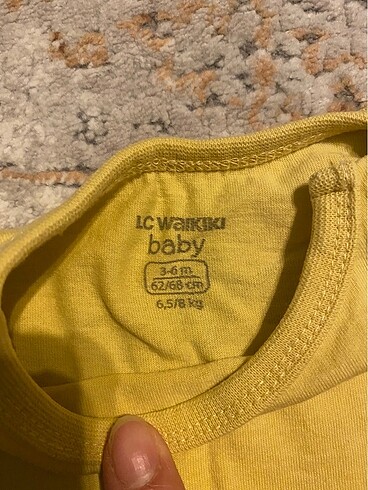 LC WAIKIKI
baby
3-6 m
62/68 cm
6,5/8 kg